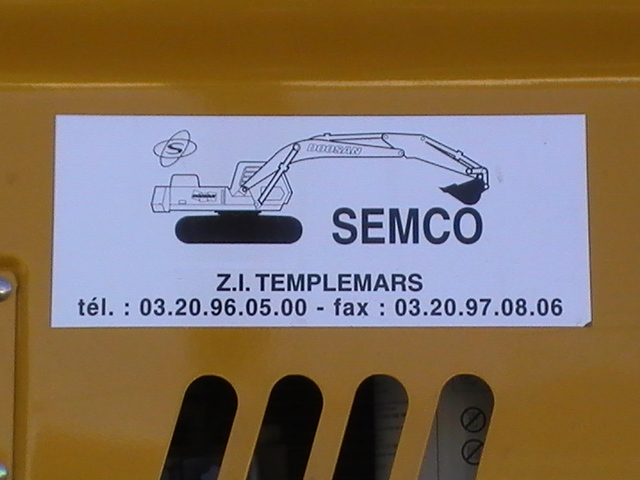 S
DOOSAN
SEMCO
Z.I. TEMPLEMARS
tél. : 03.20.96.05.00 - fax : 03.20.97.08.06